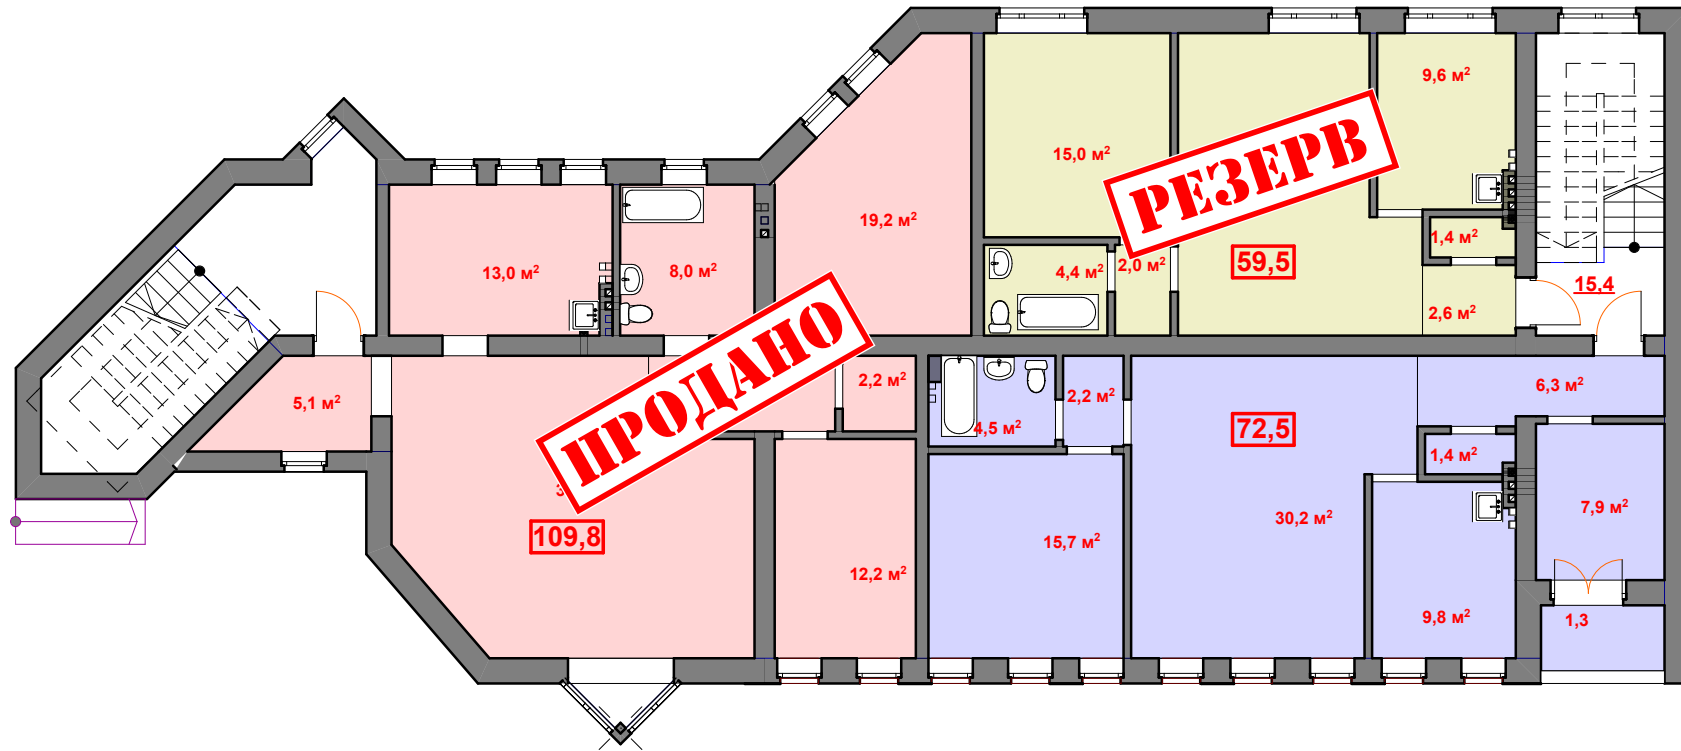 9,6 м²
15,0 м²
РЕЗЕРВ
19,2 м²
1,4 м²
13,0 м²
8,0 м²
4,4 м²
2,0 м²
59,5
15,4
2,6 м²
ПРОДАНО
2,2 м²
6,3 м²
5,1 м²
2,2 м²
4,5 м²
72,5
1,4 м²
109,8
30,2 м²
7,9 м²
15,7 м²
12,2 м²
9,8 м²
1,3